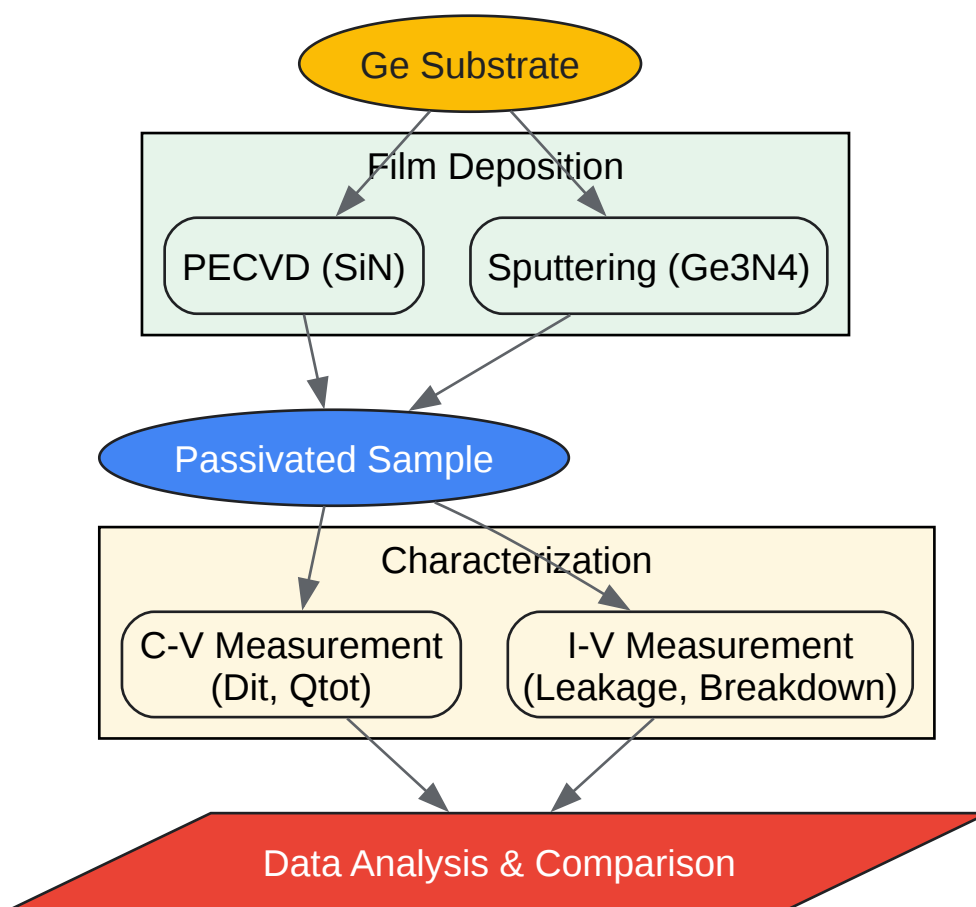 Ge Substrate
Film Deposition
PECVD (SiN)
Sputtering (Ge3N4)
Passivated Sample
Characterization
C-V Measurement
(Dit, Qtot)
I-V Measurement
(Leakage, Breakdown)
Data Analysis & Comparison